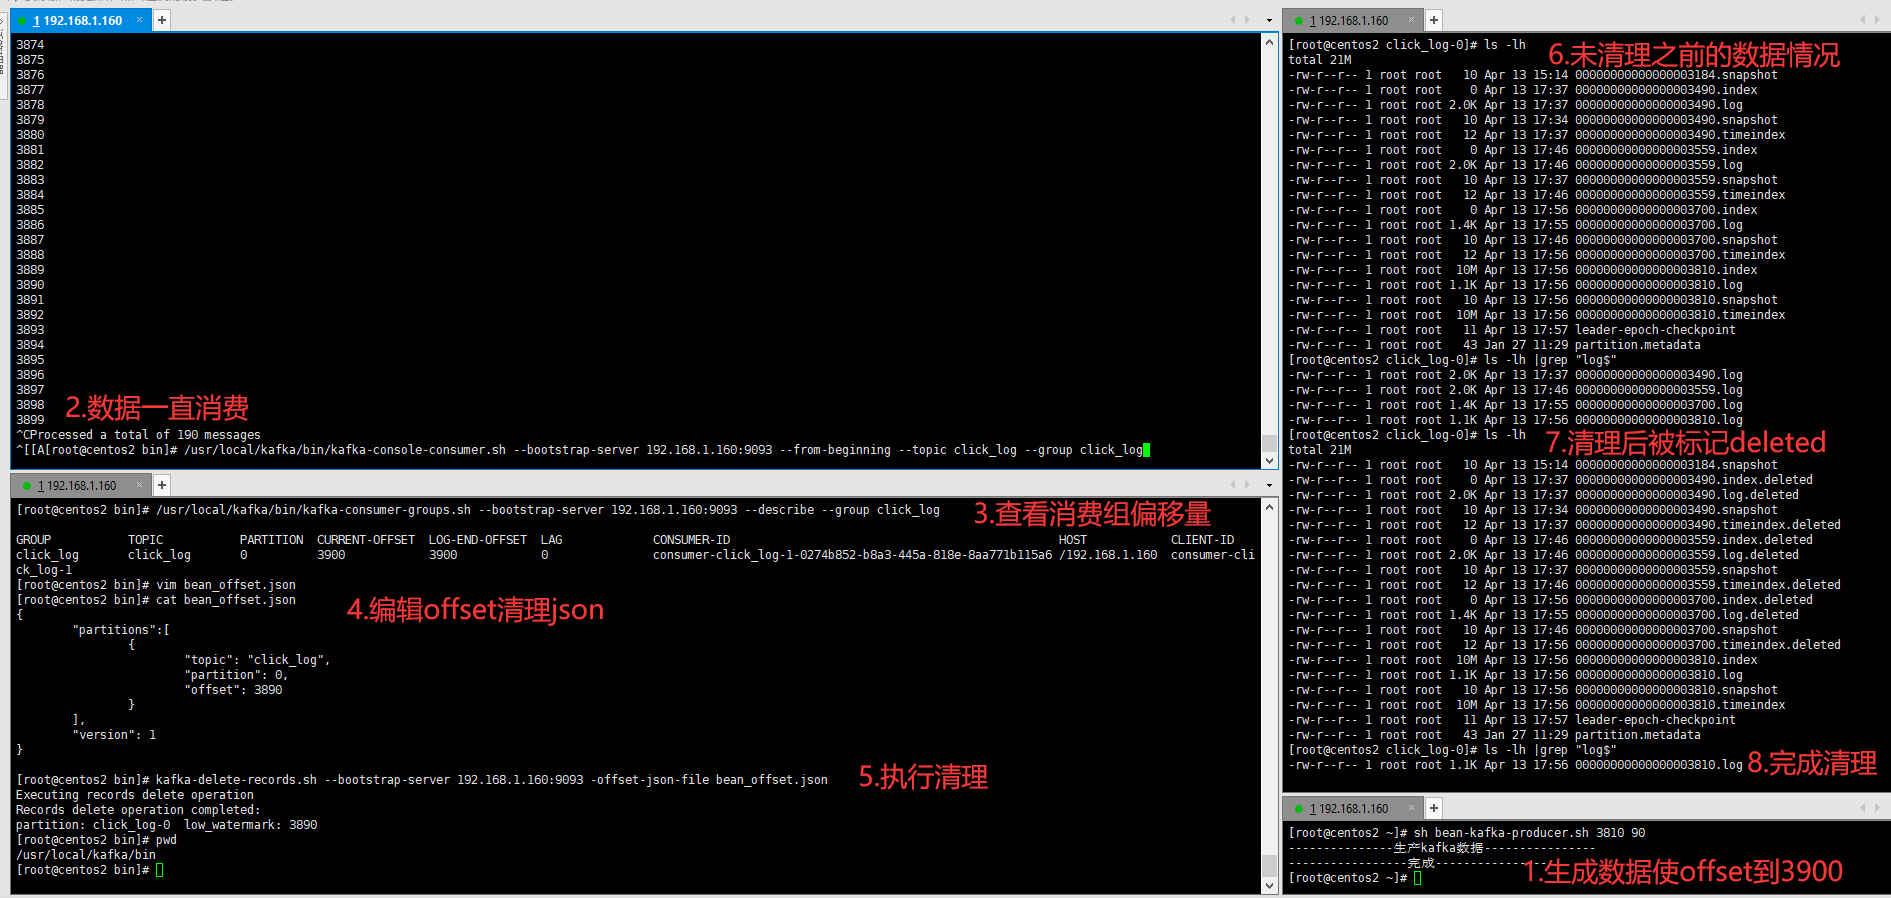 1 192.168.1.160 × +
3874
3875
3876
3877
3878
3879
3880
3881
3882
3883
3884
3885
3886
3887
3888
3889
3890
3891
3892
3893
3894
3895
3896
3897
3898
3899
2.数据一直消费
^CProcessed a total of 190 messages
^[[A[root@centos2 bin]# /usr/local/kafka/bin/kafka-console-consumer.sh --bootstrap-server 192.168.1.160:9093 --from-beginning --topic click_log --group click_log
1 192.168.1.160 × +
[root@centos2 bin]# /usr/local/kafka/bin/kafka-consumer-groups.sh --bootstrap-server 192.168.1.160:9093 --describe --group click_log
3.查看消费组偏移量
GROUP TOPIC PARTITION CURRENT-OFFSET LOG-END-OFFSET LAG CONSUMER-ID HOST CLIENT-ID
click_log click_log 0 3900 3900 0 consumer-click_log-1-0274b852-b8a3-445a-818e-8aa771b115a6 /192.168.1.160 consumer-cli
ck_log-1
[root@centos2 bin]# vim bean_offset.json
[root@centos2 bin]# cat bean_offset.json
4.编辑offset清理json
{
"partitions":[
{
"topic": "click_log",
"partition": 0,
"offset": 3890
}
],
"version": 1
}
[root@centos2 bin]# kafka-delete-records.sh --bootstrap-server 192.168.1.160:9093 -offset-json-file bean_offset.json
5.执行清理
Executing records delete operation
Records delete operation completed:
partition: click_log-0 low_watermark: 3890
[root@centos2 bin]# pwd
/usr/local/kafka/bin
[root@centos2 bin]#
1 192.168.1.160 × +
[root@centos2 click_log-0]# ls -lh
6.未清理之前的数据情况
total 21M
-rw-r--r-- 1 root root 10 Apr 13 15:14 00000000000000003184.snapshot
-rw-r--r-- 1 root root 0 Apr 13 17:37 00000000000000003490.index
-rw-r--r-- 1 root root 2.0K Apr 13 17:37 00000000000000003490.log
-rw-r--r-- 1 root root 10 Apr 13 17:34 00000000000000003490.snapshot
-rw-r--r-- 1 root root 12 Apr 13 17:37 00000000000000003490.timeindex
-rw-r--r-- 1 root root 0 Apr 13 17:46 00000000000000003559.index
-rw-r--r-- 1 root root 2.0K Apr 13 17:46 00000000000000003559.log
-rw-r--r-- 1 root root 10 Apr 13 17:37 00000000000000003559.snapshot
-rw-r--r-- 1 root root 12 Apr 13 17:46 00000000000000003559.timeindex
-rw-r--r-- 1 root root 0 Apr 13 17:56 00000000000000003700.index
-rw-r--r-- 1 root root 1.4K Apr 13 17:55 00000000000000003700.log
-rw-r--r-- 1 root root 10 Apr 13 17:46 00000000000000003700.snapshot
-rw-r--r-- 1 root root 12 Apr 13 17:56 00000000000000003700.timeindex
-rw-r--r-- 1 root root 10M Apr 13 17:56 00000000000000003810.index
-rw-r--r-- 1 root root 1.1K Apr 13 17:56 00000000000000003810.log
-rw-r--r-- 1 root root 10 Apr 13 17:56 00000000000000003810.snapshot
-rw-r--r-- 1 root root 10M Apr 13 17:56 00000000000000003810.timeindex
-rw-r--r-- 1 root root 11 Apr 13 17:57 leader-epoch-checkpoint
-rw-r--r-- 1 root root 43 Jan 27 11:29 partition.metadata
[root@centos2 click_log-0]# ls -lh |grep "log$"
-rw-r--r-- 1 root root 2.0K Apr 13 17:37 00000000000000003490.log
-rw-r--r-- 1 root root 2.0K Apr 13 17:46 00000000000000003559.log
-rw-r--r-- 1 root root 1.4K Apr 13 17:55 00000000000000003700.log
-rw-r--r-- 1 root root 1.1K Apr 13 17:56 00000000000000003810.log
[root@centos2 click_log-0]# ls -lh
7.清理后被标记deleted
total 21M
-rw-r--r-- 1 root root 10 Apr 13 15:14 00000000000000003184.snapshot
-rw-r--r-- 1 root root 0 Apr 13 17:37 00000000000000003490.index.deleted
-rw-r--r-- 1 root root 2.0K Apr 13 17:37 00000000000000003490.log.deleted
-rw-r--r-- 1 root root 10 Apr 13 17:34 00000000000000003490.snapshot
-rw-r--r-- 1 root root 12 Apr 13 17:37 00000000000000003490.timeindex.deleted
-rw-r--r-- 1 root root 0 Apr 13 17:46 00000000000000003559.index.deleted
-rw-r--r-- 1 root root 2.0K Apr 13 17:46 00000000000000003559.log.deleted
-rw-r--r-- 1 root root 10 Apr 13 17:37 00000000000000003559.snapshot
-rw-r--r-- 1 root root 12 Apr 13 17:46 00000000000000003559.timeindex.deleted
-rw-r--r-- 1 root root 0 Apr 13 17:56 00000000000000003700.index.deleted
-rw-r--r-- 1 root root 1.4K Apr 13 17:55 00000000000000003700.log.deleted
-rw-r--r-- 1 root root 10 Apr 13 17:46 00000000000000003700.snapshot
-rw-r--r-- 1 root root 12 Apr 13 17:56 00000000000000003700.timeindex.deleted
-rw-r--r-- 1 root root 10M Apr 13 17:56 00000000000000003810.index
-rw-r--r-- 1 root root 1.1K Apr 13 17:56 00000000000000003810.log
-rw-r--r-- 1 root root 10 Apr 13 17:56 00000000000000003810.snapshot
-rw-r--r-- 1 root root 10M Apr 13 17:56 00000000000000003810.timeindex
-rw-r--r-- 1 root root 11 Apr 13 17:57 leader-epoch-checkpoint
-rw-r--r-- 1 root root 43 Jan 27 11:29 partition.metadata
[root@centos2 click_log-0]# ls -lh |grep "log$"
-rw-r--r-- 1 root root 1.1K Apr 13 17:56 00000000000000003810.log
8.完成清理
1 192.168.1.160 × +
[root@centos2 ~]# sh bean-kafka-producer.sh 3810 90
---------------生产kafka数据----------------
-----------------完成----------------
[root@centos2 ~]#
1.生成数据使offset到3900